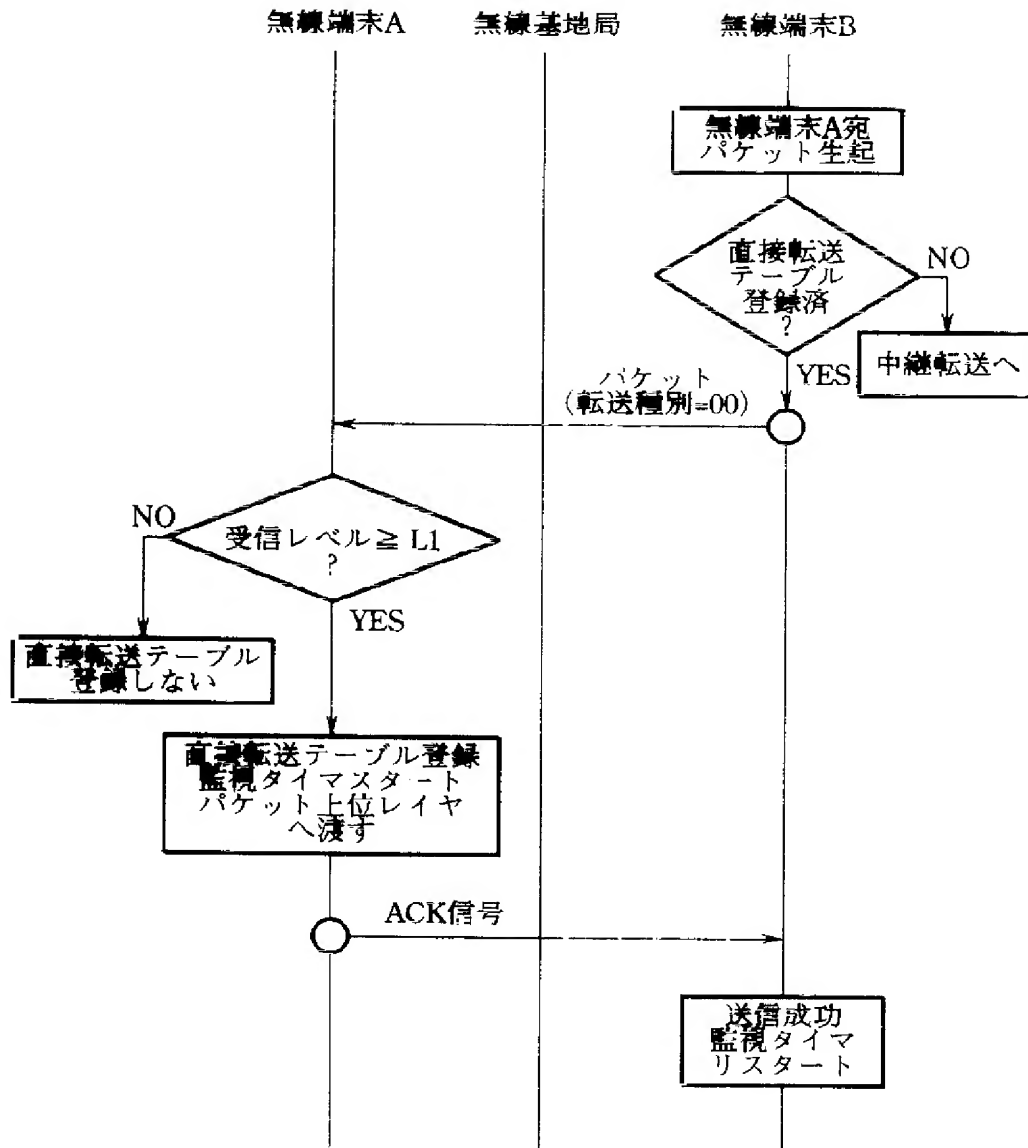 無線端末A 無線基地局 無線端末B
無線端末A宛
パケット生起
直接転送
テーブル
登録済
?
NO
中継転送へ
YES
パケット
(転送種別=00)
受信レベル≧ L1
?
NO
YES
直接転送テーブル
登録しない
直接転送テーブル登録
監視タイマスタート
パケット上位レイヤ
へ渡す
ACK信号
送信成功
監視タイマ
リスタート